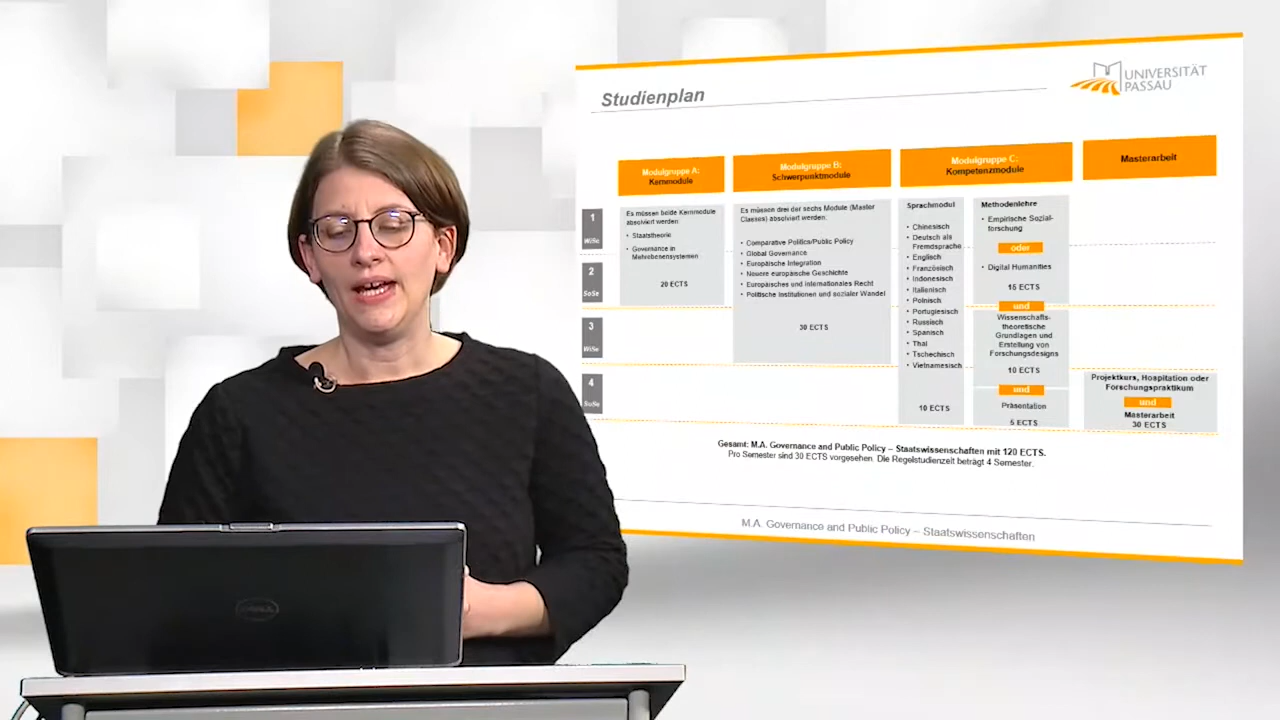 Studienplan
UNIVERSITÄT
PASSAU
Modulgruppe A:
Kernmodule
Modulgruppe B:
Schwerpunktmodule
Modulgruppe C:
Kompetenzmodule
Masterarbeit
1
WiSe
2
SoSe
3
WiSe
4
SoSe
Es müssen beide Kernmodule
absolviert werden:
• Staatstheorie
• Governance in
Mehrebenensystemen
20 ECTS
Es müssen drei der sechs Module (Master
Classes) absolviert werden:
• Comparative Politics/Public Policy
• Global Governance
• Europäische Integration
• Neuere europäische Geschichte
• Europäisches und internationales Recht
• Politische Institutionen und sozialer Wandel
30 ECTS
Sprachmodul
• Chinesisch
• Deutsch als
Fremdsprache
• Englisch
• Französisch
• Indonesisch
• Italienisch
• Polnisch
• Portugiesisch
• Russisch
• Spanisch
• Thai
• Tschechisch
• Vietnamesisch
10 ECTS
Methodenlehre
• Empirische Sozial-
forschung
oder
• Digital Humanities
15 ECTS
und
Wissenschafts-
theoretische
Grundlagen und
Erstellung von
Forschungsdesigns
10 ECTS
und
Präsentation
5 ECTS
Projektkurs, Hospitation oder
Forschungspraktikum
und
Masterarbeit
30 ECTS
Gesamt: M.A. Governance and Public Policy – Staatswissenschaften mit 120 ECTS.
Pro Semester sind 30 ECTS vorgesehen. Die Regelstudienzeit beträgt 4 Semester.
M.A. Governance and Public Policy – Staatswissenschaften
DELL